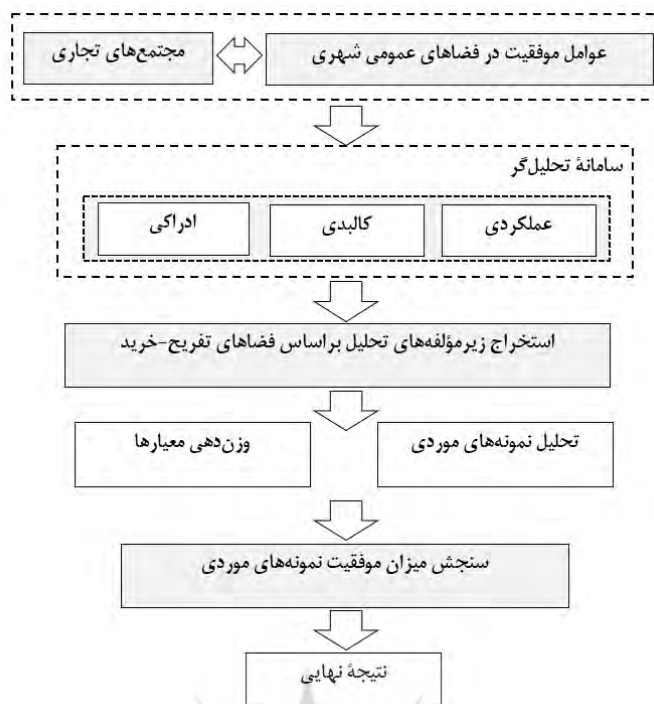 عوامل موفقیت در فضاهای عمومی شهری
مجتمع‌های تجاری
سامانهٔ تحلیل‌گر
عملکردی
کالبدی
ادراکی
استخراج زیرمؤلفه‌های تحلیل براساس فضاهای تفریح-خرید
تحلیل نمونه‌های موردی
وزن‌دهی معیارها
سنجش میزان موفقیت نمونه‌های موردی
نتیجهٔ نهایی